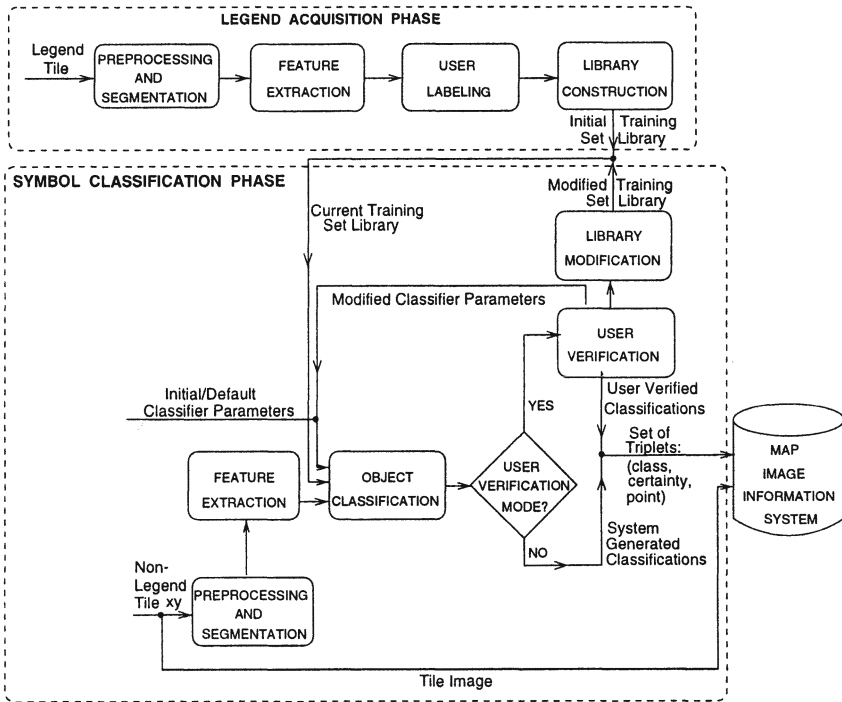 LEGEND ACQUISITION PHASE
Legend
Tile
PREPROCESSING
AND
SEGMENTATION
FEATURE
EXTRACTION
USER
LABELING
LIBRARY
CONSTRUCTION
Initial Training
Set Library
SYMBOL CLASSIFICATION PHASE
Modified Training
Set Library
Current Training
Set Library
LIBRARY
MODIFICATION
Modified Classifier Parameters
USER
VERIFICATION
Initial/Default
Classifier Parameters
YES
User Verified
Classifications
Set of
Triplets:
(class,
certainty,
point)
MAP
IMAGE
INFORMATION
SYSTEM
FEATURE
EXTRACTION
OBJECT
CLASSIFICATION
USER
VERIFICATION
MODE?
NO
System
Generated
Classifications
Non-
Legend
Tile xy
PREPROCESSING
AND
SEGMENTATION
Tile Image